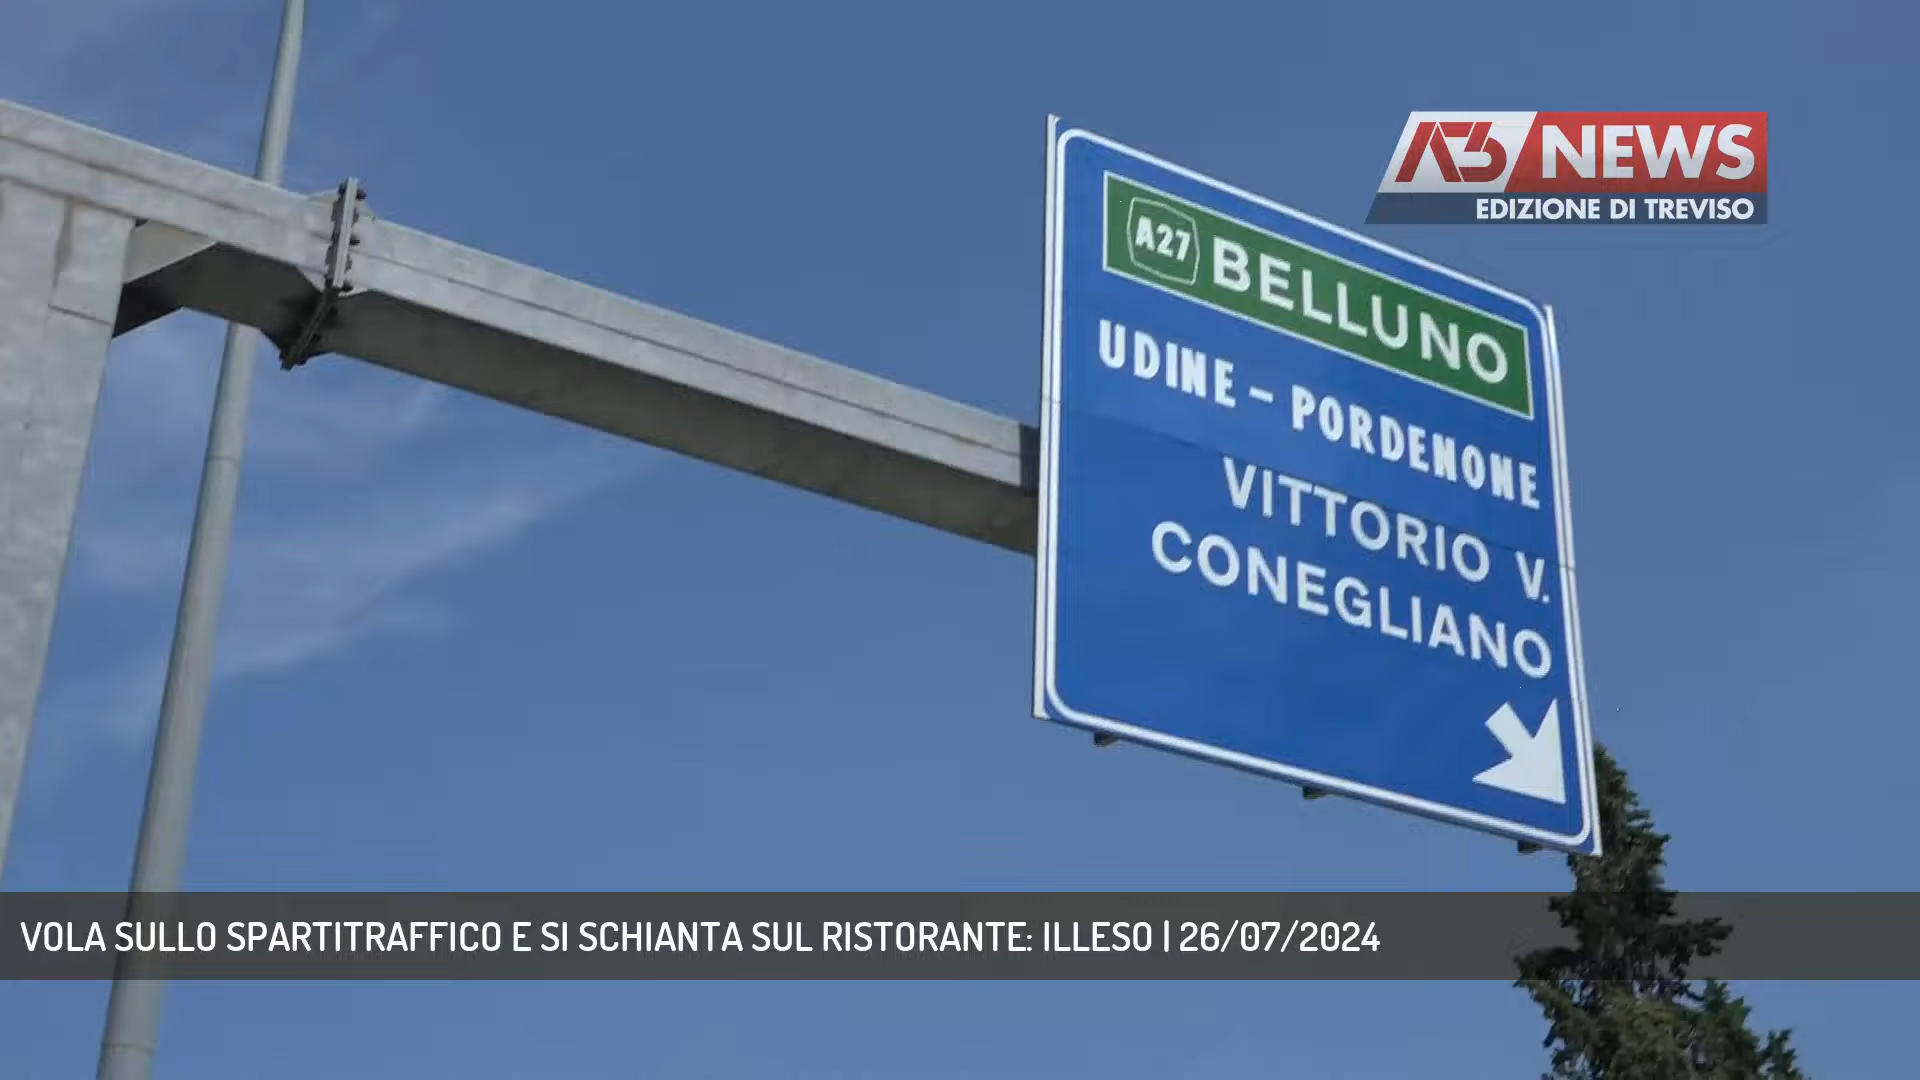 A3 NEWS
EDIZIONE DI TREVISO
A27 BELLUNO
UDINE – PORDENONE
VITTORIO V.
CONEGLIANO
VOLA SULLO SPARTITRAFFICO E SI SCHIANTA SUL RISTORANTE: ILLESO | 26/07/2024